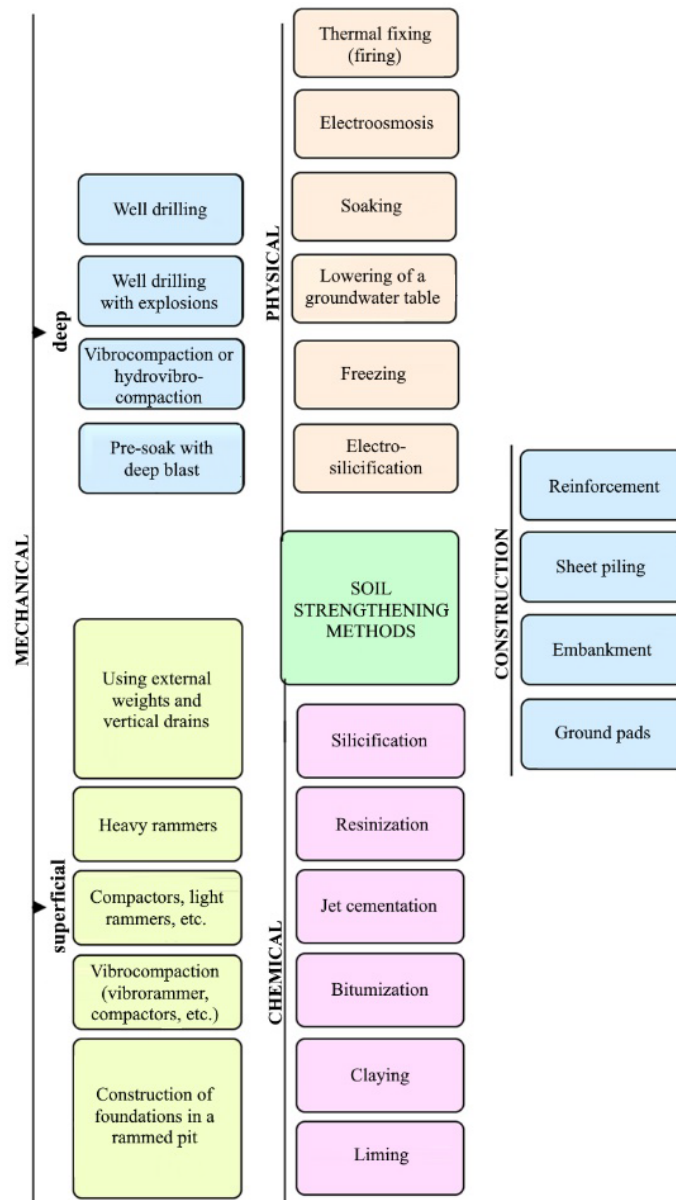 MECHANICAL
deep
Well drilling
Well drilling
with explosions
Vibrocompaction or
hydrovibro-
compaction
Pre-soak with
deep blast
superficial
Using external
weights and
vertical drains
Heavy rammers
Compactors, light
rammers, etc.
Vibrocompaction
(vibrorammer,
compactors, etc.)
Construction of
foundations in a
rammed pit
PHYSICAL
Thermal fixing
(firing)
Electroosmosis
Soaking
Lowering of a
groundwater table
Freezing
Electro-
silicification
SOIL
STRENGTHENING
METHODS
CHEMICAL
Silicification
Resinization
Jet cementation
Bitumization
Claying
Liming
CONSTRUCTION
Reinforcement
Sheet piling
Embankment
Ground pads